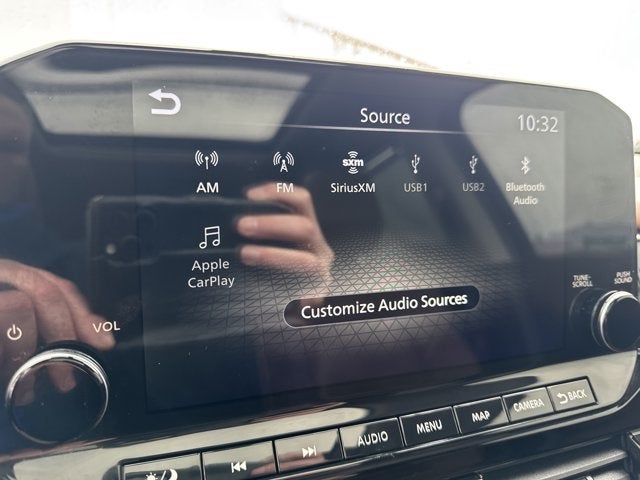 Source
10:32
AM
FM
sxm
SiriusXM
USB1
USB2
Bluetooth
Audio
Apple
CarPlay
Customize Audio Sources
VOL
TUNE-
SCROLL
PUSH
SOUND
AUDIO
MENU
MAP
CAMERA
BACK